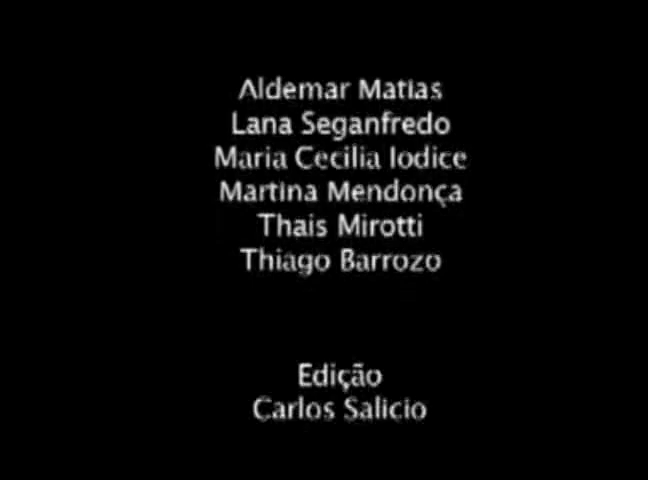 Aldemar Matias
Lana Seganfredo
Maria Cecilia Iodice
Martina Mendonça
Thais Mirotti
Thiago Barrozo
Edição
Carlos Salicio